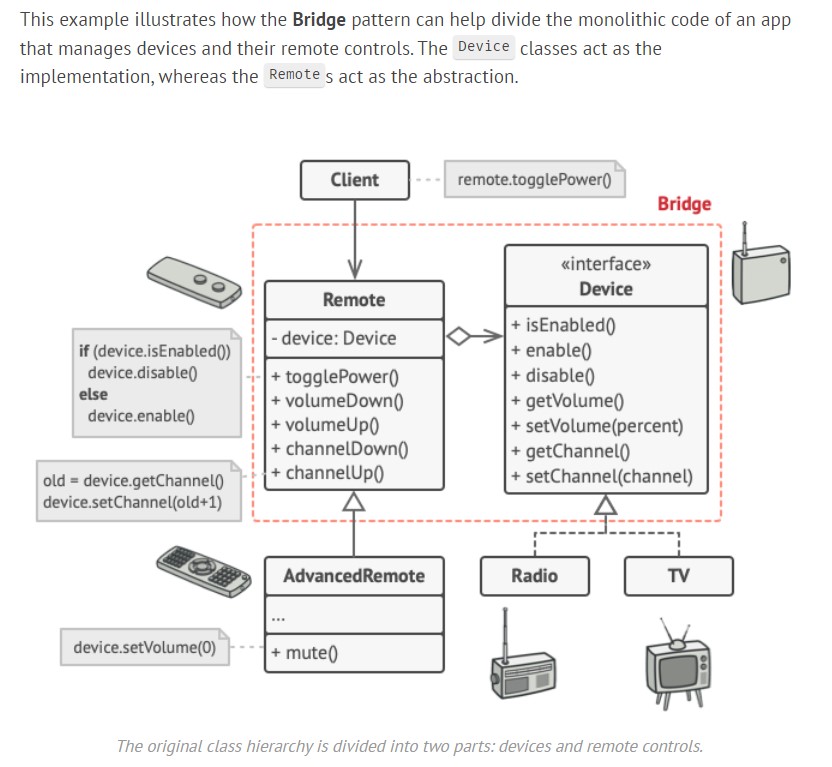 This example illustrates how the Bridge pattern can help divide the monolithic code of an app
that manages devices and their remote controls. The Device classes act as the
implementation, whereas the Remote s act as the abstraction.
Client
remote.togglePower()
Bridge
Remote
- device: Device
+ togglePower()
+ volumeDown()
+ volumeUp()
+ channelDown()
+ channelUp()
«interface»
Device
+ isEnabled()
+ enable()
+ disable()
+ getVolume()
+ setVolume(percent)
+ getChannel()
+ setChannel(channel)
if (device.isEnabled())
device.disable()
else
device.enable()
old = device.getChannel()
device.setChannel(old+1)
AdvancedRemote
...
+ mute()
device.setVolume(0)
Radio
TV
The original class hierarchy is divided into two parts: devices and remote controls.